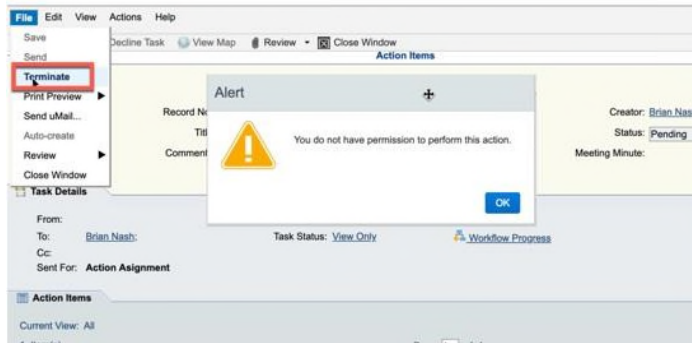 File Edit View Actions Help
Save
Decline Task View Map Review Close Window
Send
Action Items
Terminate
Alert
Print Preview
Record
Creator: Brian Nas
Send uMail...
You do not have permission to perform this action.
Status: Pending
Auto-create
Comment
Meeting Minute:
Review
Close Window
OK
Task Details
From:
To: Brian Nash; Task Status: View Only Workflow Progress
Cc:
Sent For: Action Asignment
Action Items
Current View: All